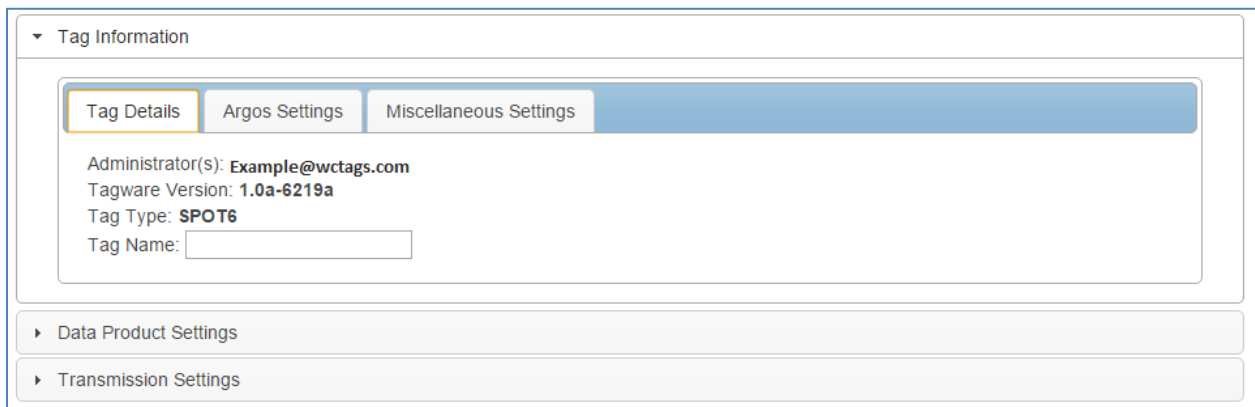 Tag Information
Tag Details Argos Settings Miscellaneous Settings
Administrator(s): Example@wctags.com
Tagware Version: 1.0a-6219a
Tag Type: SPOT6
Tag Name:
Data Product Settings
Transmission Settings